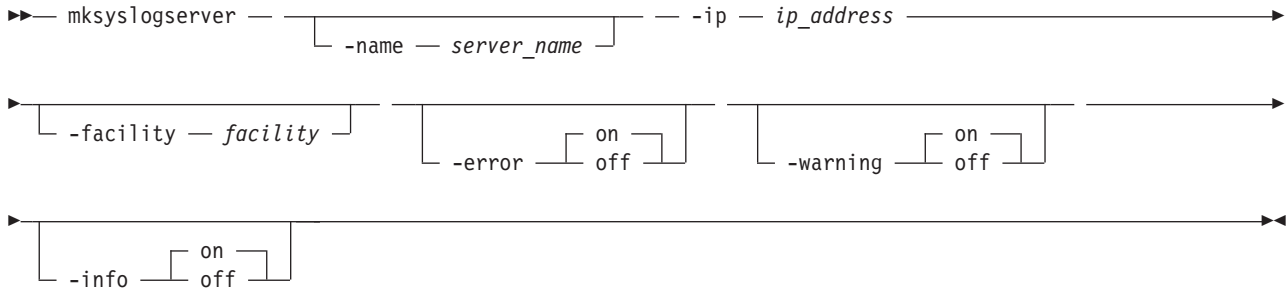 mksyslogserver -ip ip_address
-name server_name
-facility facility
on on
-error off -warning off
on
-info off